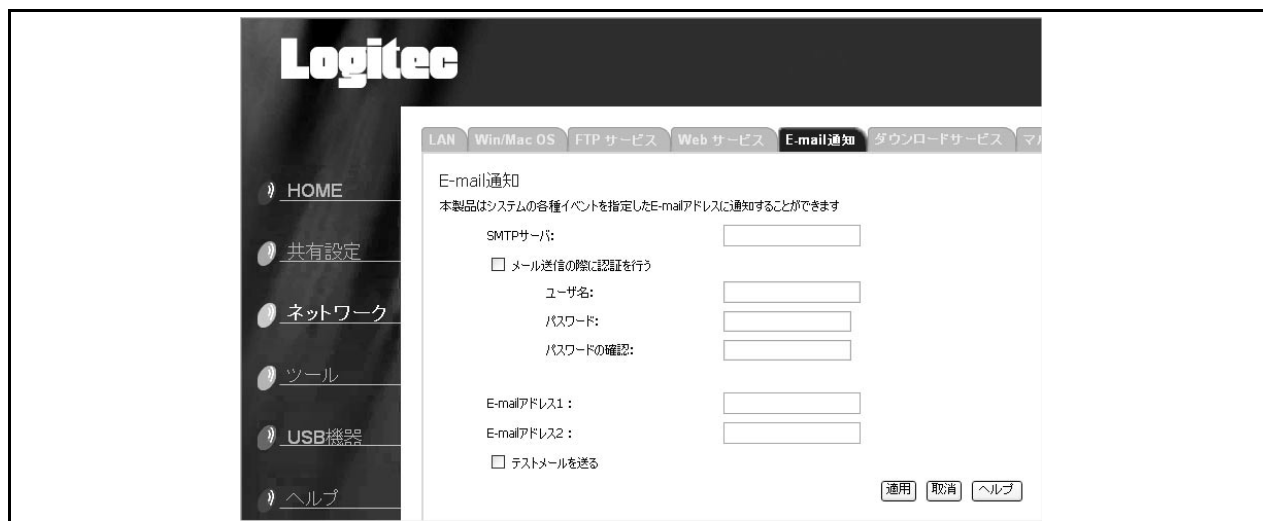 Logitec
LAN Win/Mac OS FTP サービス Web サービス E-mail通知 ダウンロードサービス マル
HOME
共有設定
ネットワーク
ツール
USB機器
ヘルプ
E-mail通知
本製品はシステムの各種イベントを指定したE-mailアドレスに通知することができます
SMTPサーバ:
メール送信の際に認証を行う
ユーザ名:
パスワード:
パスワードの確認:
E-mailアドレス1：
E-mailアドレス2：
テストメールを送る
適用 取消 ヘルプ